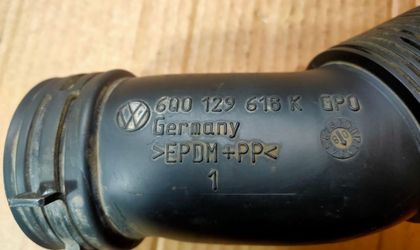 6Q0 129 618 K GPO
Germany
>EPDM+PP<
1